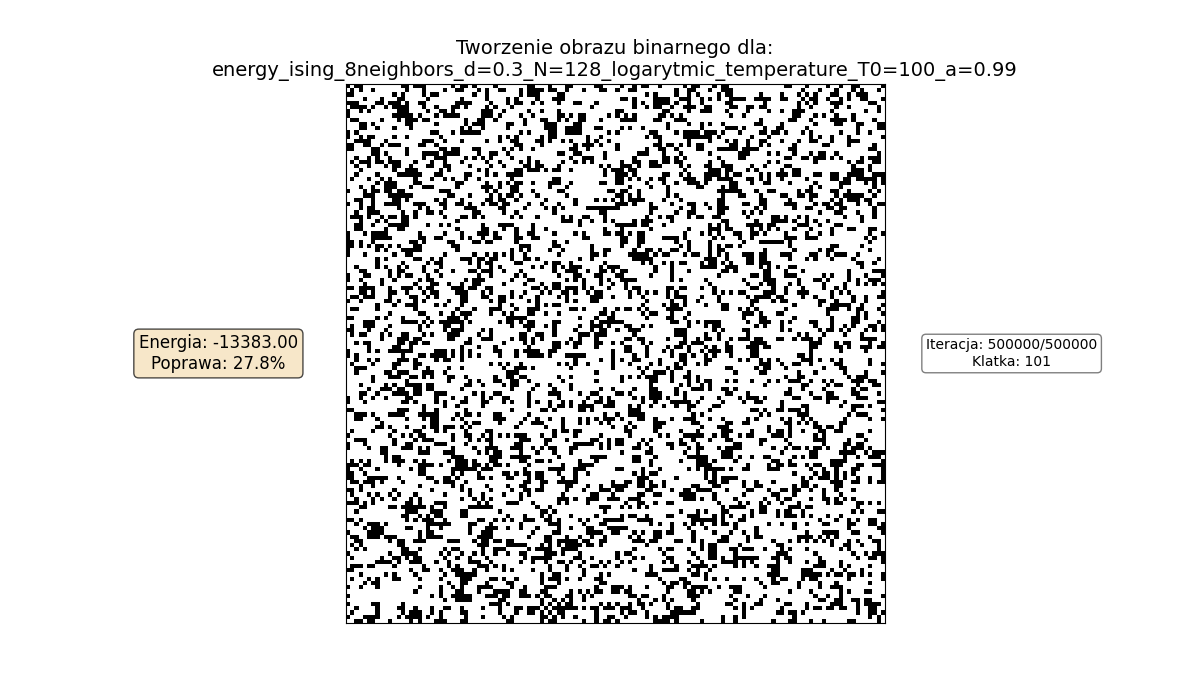 Tworzenie obrazu binarnego dla:
energy_ising_8neighbors_d=0.3_N=128_logarytmic_temperature_T0=100_a=0.99
Energia: -13383.00
Poprawa: 27.8%
Iteracja: 500000/500000
Klatka: 101